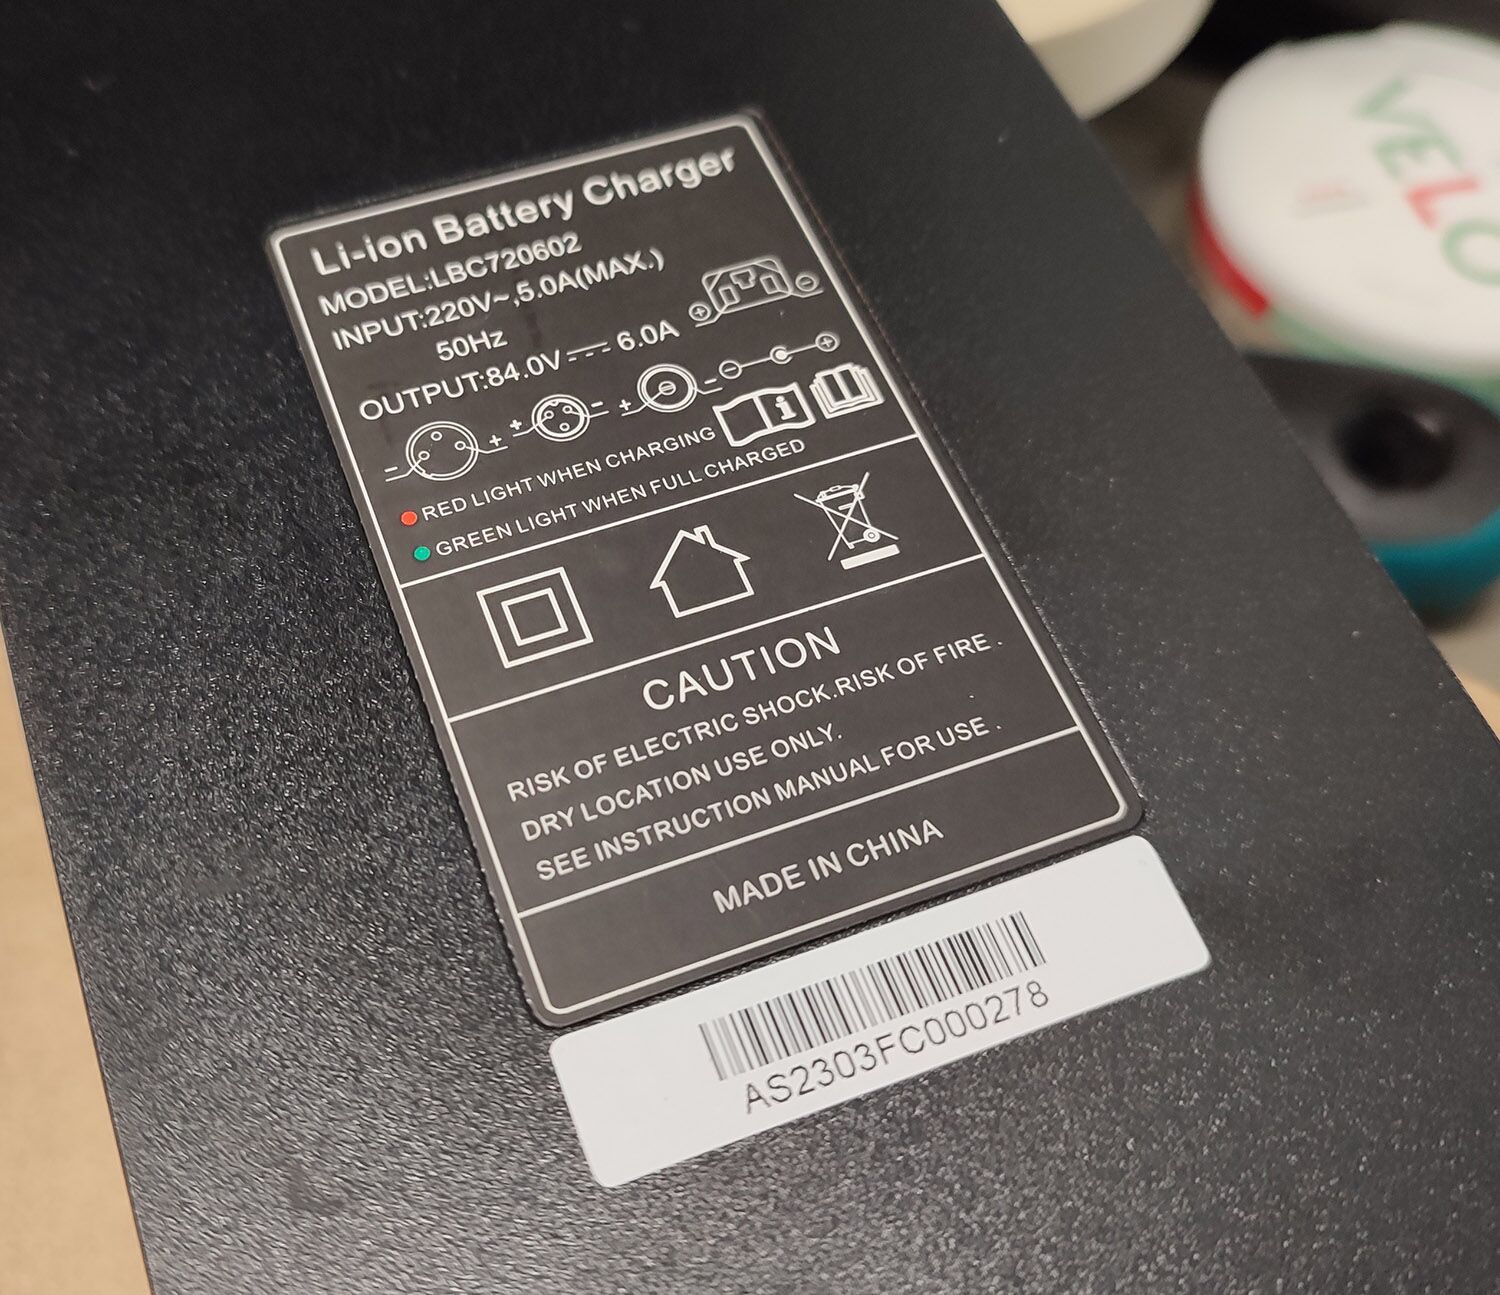 Li-ion Battery Charger
MODEL:LBC720602
INPUT:220V~,5.0A(MAX.)
50Hz
OUTPUT:84.0V⎓6.0A
- + + - + - - +
RED LIGHT WHEN CHARGING
GREEN LIGHT WHEN FULL CHARGED
CAUTION
RISK OF ELECTRIC SHOCK.RISK OF FIRE .
DRY LOCATION USE ONLY.
SEE INSTRUCTION MANUAL FOR USE .
MADE IN CHINA
AS2303FC000278
VELO